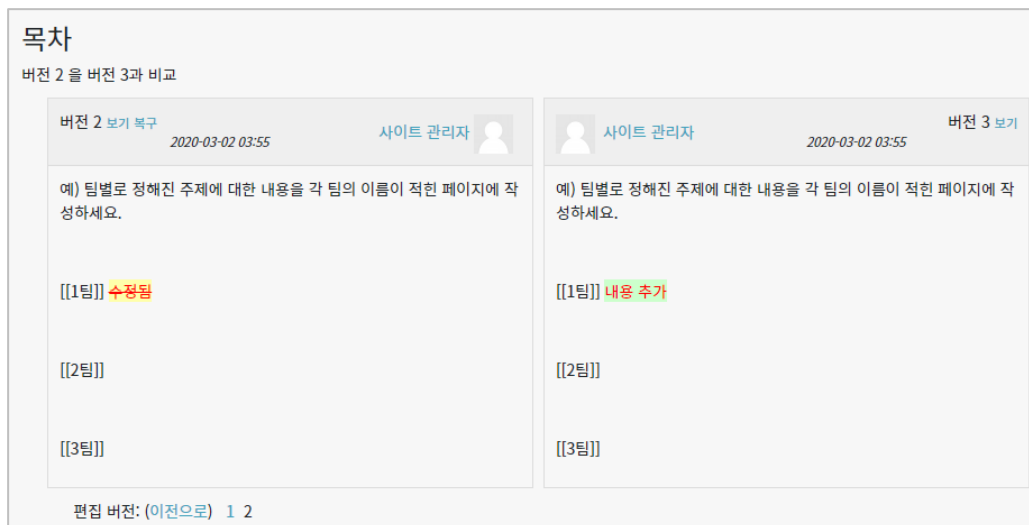 목차
버전 2 을 버전 3과 비교
버전 2 보기 복구
2020-03-02 03:55
사이트 관리자
예) 팀별로 정해진 주제에 대한 내용을 각 팀의 이름이 적힌 페이지에 작
성하세요.
[[1팀]] 수정됨
[[2팀]]
[[3팀]]
사이트 관리자
버전 3 보기
2020-03-02 03:55
예) 팀별로 정해진 주제에 대한 내용을 각 팀의 이름이 적힌 페이지에 작
성하세요.
[[1팀]] 내용 추가
[[2팀]]
[[3팀]]
편집 버전: (이전으로) 1 2